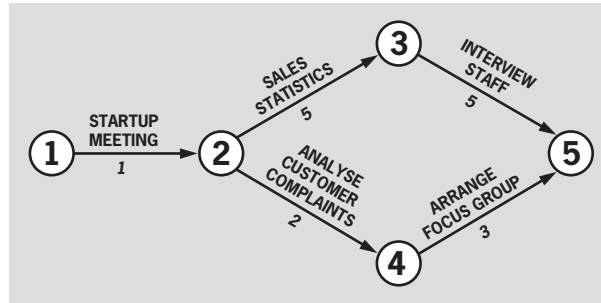 STARTUP
MEETING
1
1
2
SALES
STATISTICS
5
3
INTERVIEW
STAFF
5
ANALYSE
CUSTOMER
COMPLAINTS
2
4
ARRANGE
FOCUS GROUP
3
5